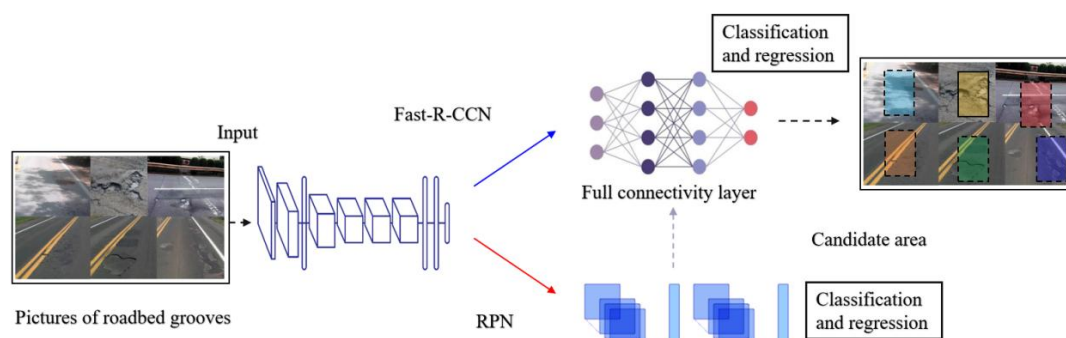 Classification
and regression
Fast-R-CCN
Input
Full connectivity layer
Candidate area
Pictures of roadbed grooves
RPN
Classification
and regression